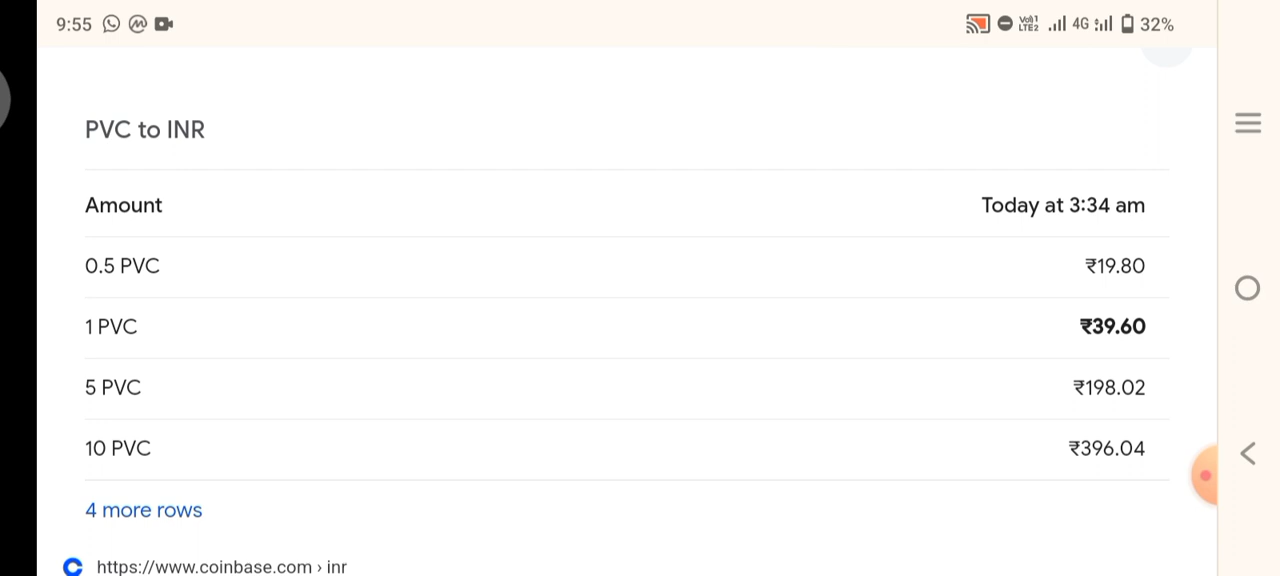 9:55 4G 32%
PVC to INR
Amount Today at 3:34 am
0.5 PVC ₹19.80
1 PVC ₹39.60
5 PVC ₹198.02
10 PVC ₹396.04
4 more rows
https://www.coinbase.com › inr